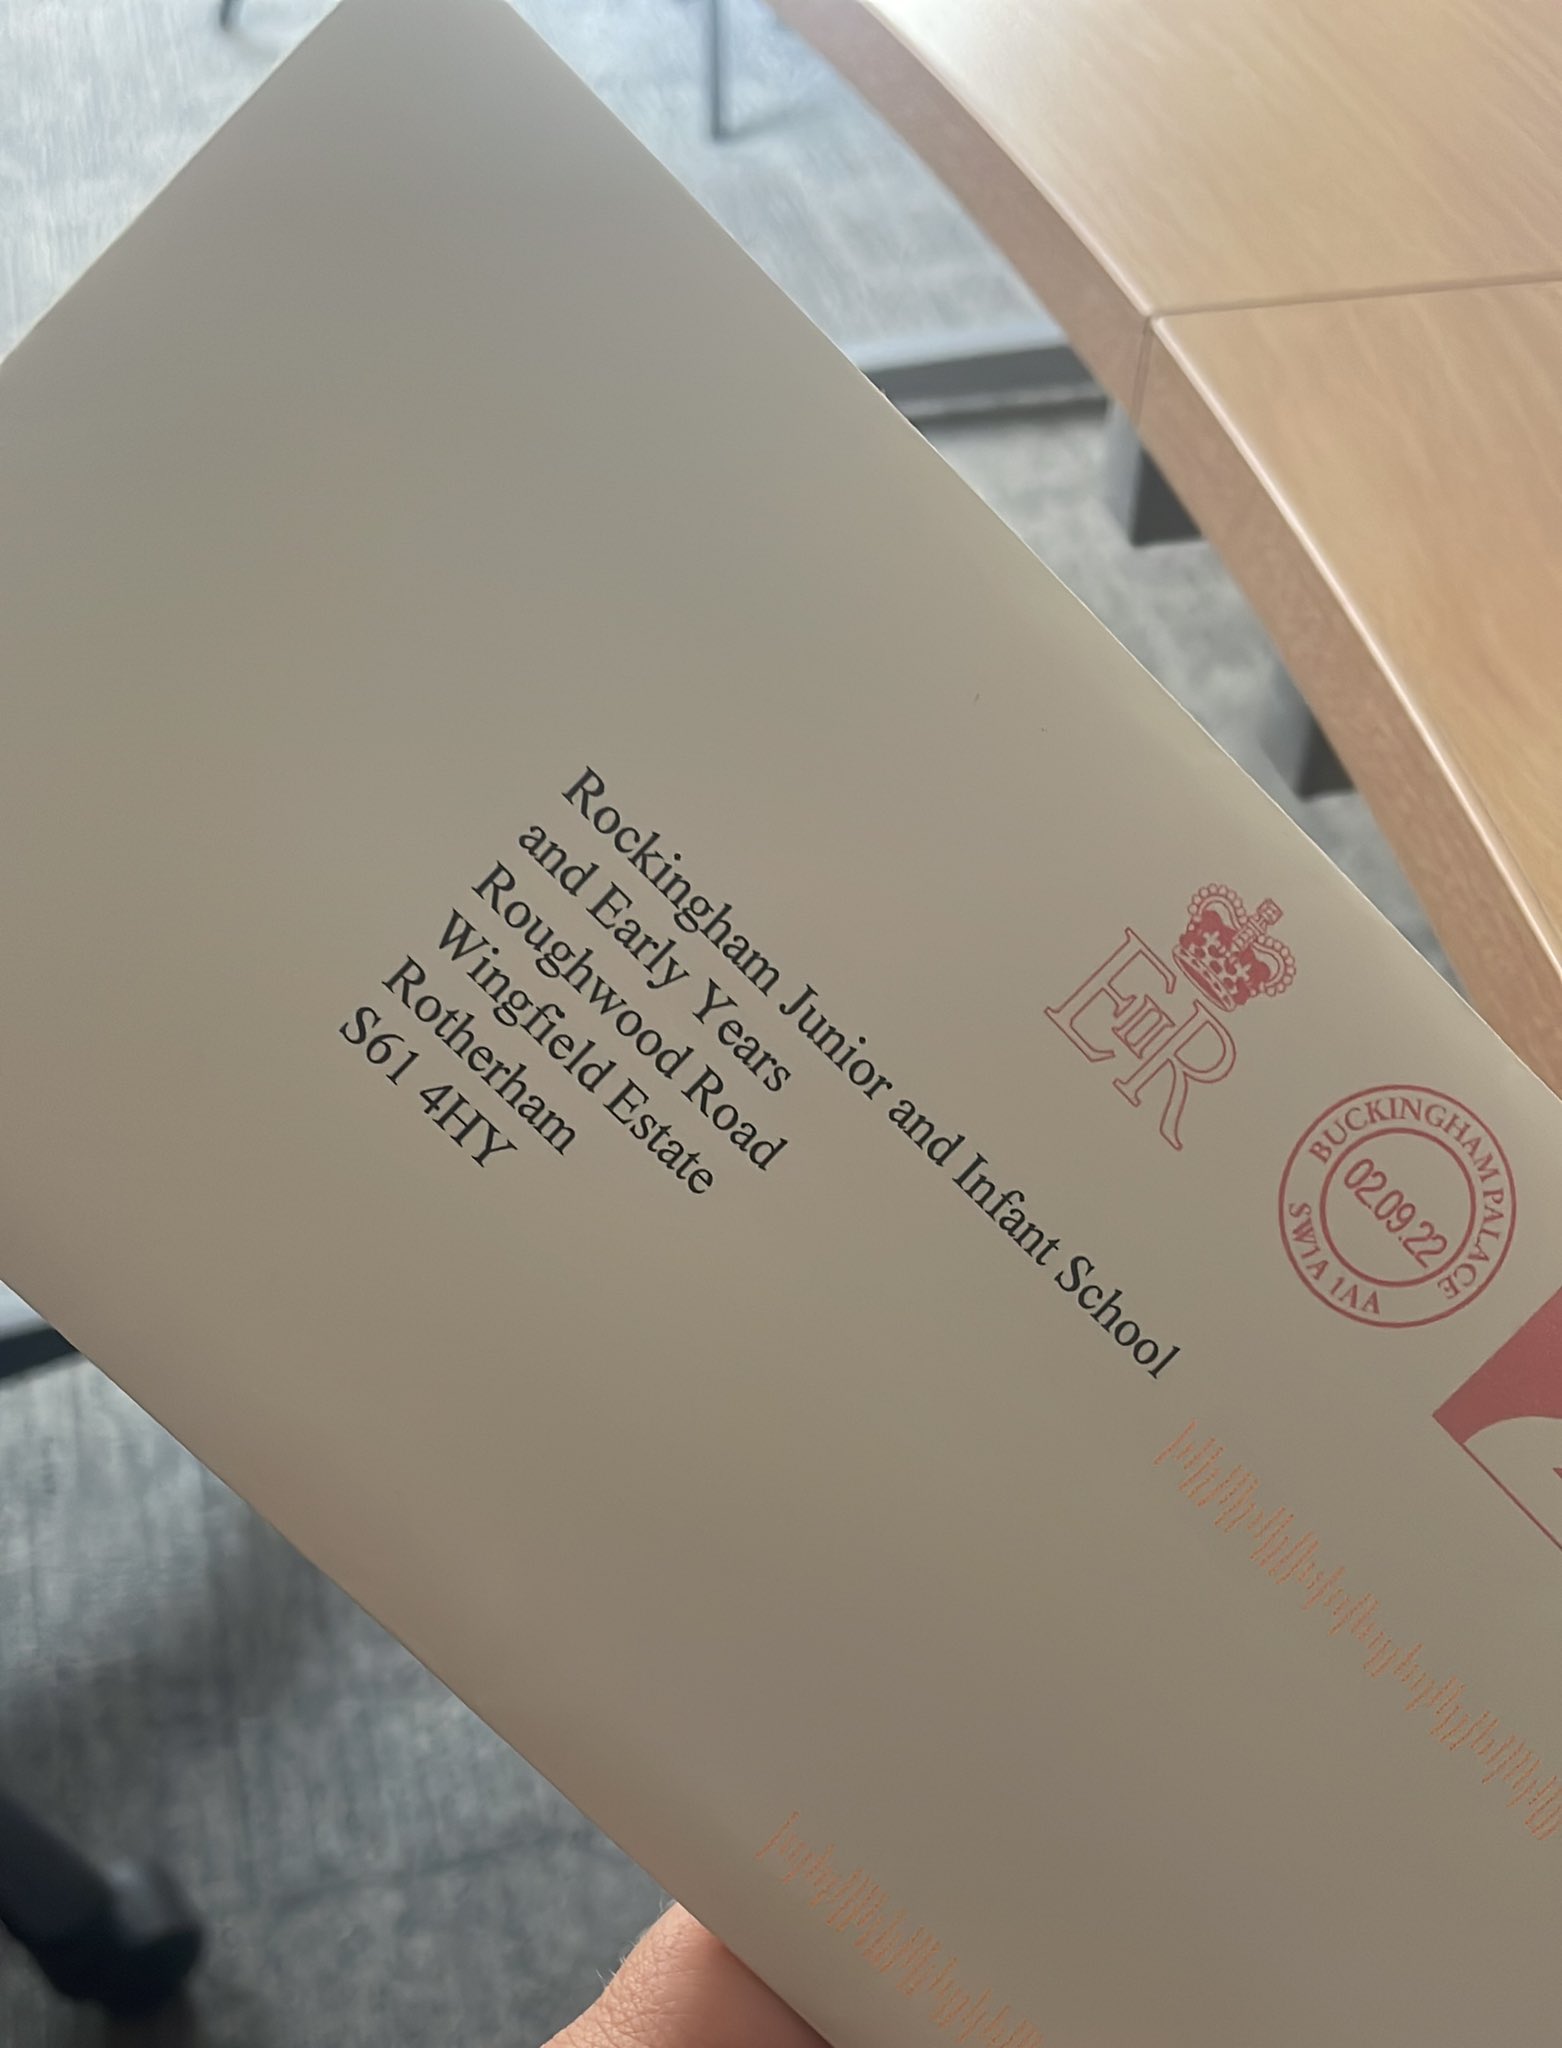 EIIR
BUCKINGHAM PALACE
02.09.22
SW1A 1AA
Rockingham Junior and Infant School
and Early Years
Roughwood Road
Wingfield Estate
Rotherham
S61 4HY